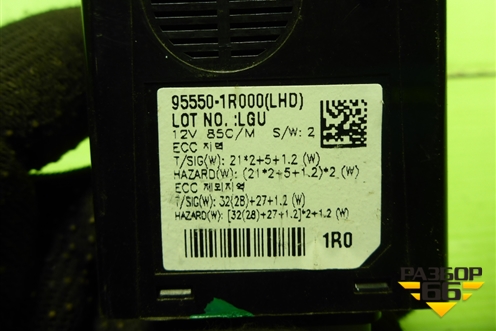 95550-1R000(LHD)
LOT NO. :LGU
12V 85C/M S/W: 2
ECC 지역
T/SIG(W): 21*2+5+1.2 (W)
HAZARD(W): (21*2+5+1.2)*2 (W)
ECC 제외지역
T/SIG(W): 32(28)+27+1.2 (W)
HAZARD(W): [32(28)+27+1.2]*2+1.2 (W)
1R0
РАЗБОР
66